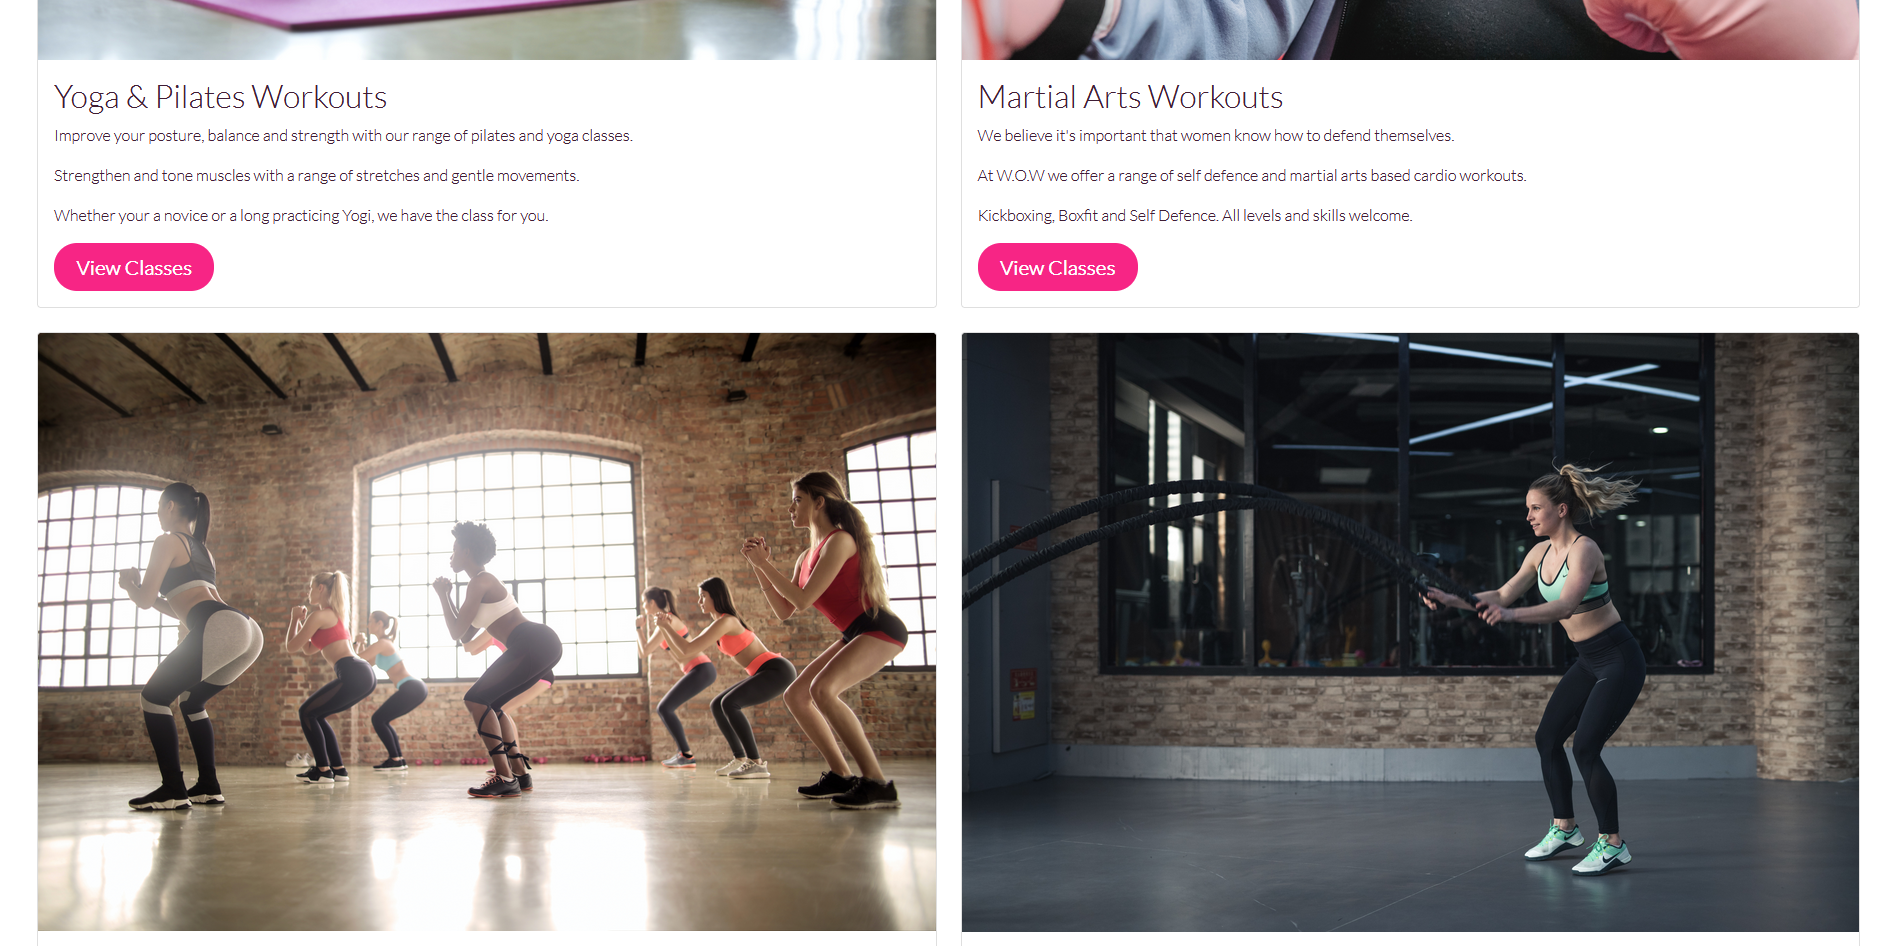 Yoga & Pilates Workouts
Improve your posture, balance and strength with our range of pilates and yoga classes.
Strengthen and tone muscles with a range of stretches and gentle movements.
Whether your a novice or a long practicing Yogi, we have the class for you.
View Classes
Martial Arts Workouts
We believe it's important that women know how to defend themselves.
At W.O.W we offer a range of self defence and martial arts based cardio workouts.
Kickboxing, Boxfit and Self Defence. All levels and skills welcome.
View Classes